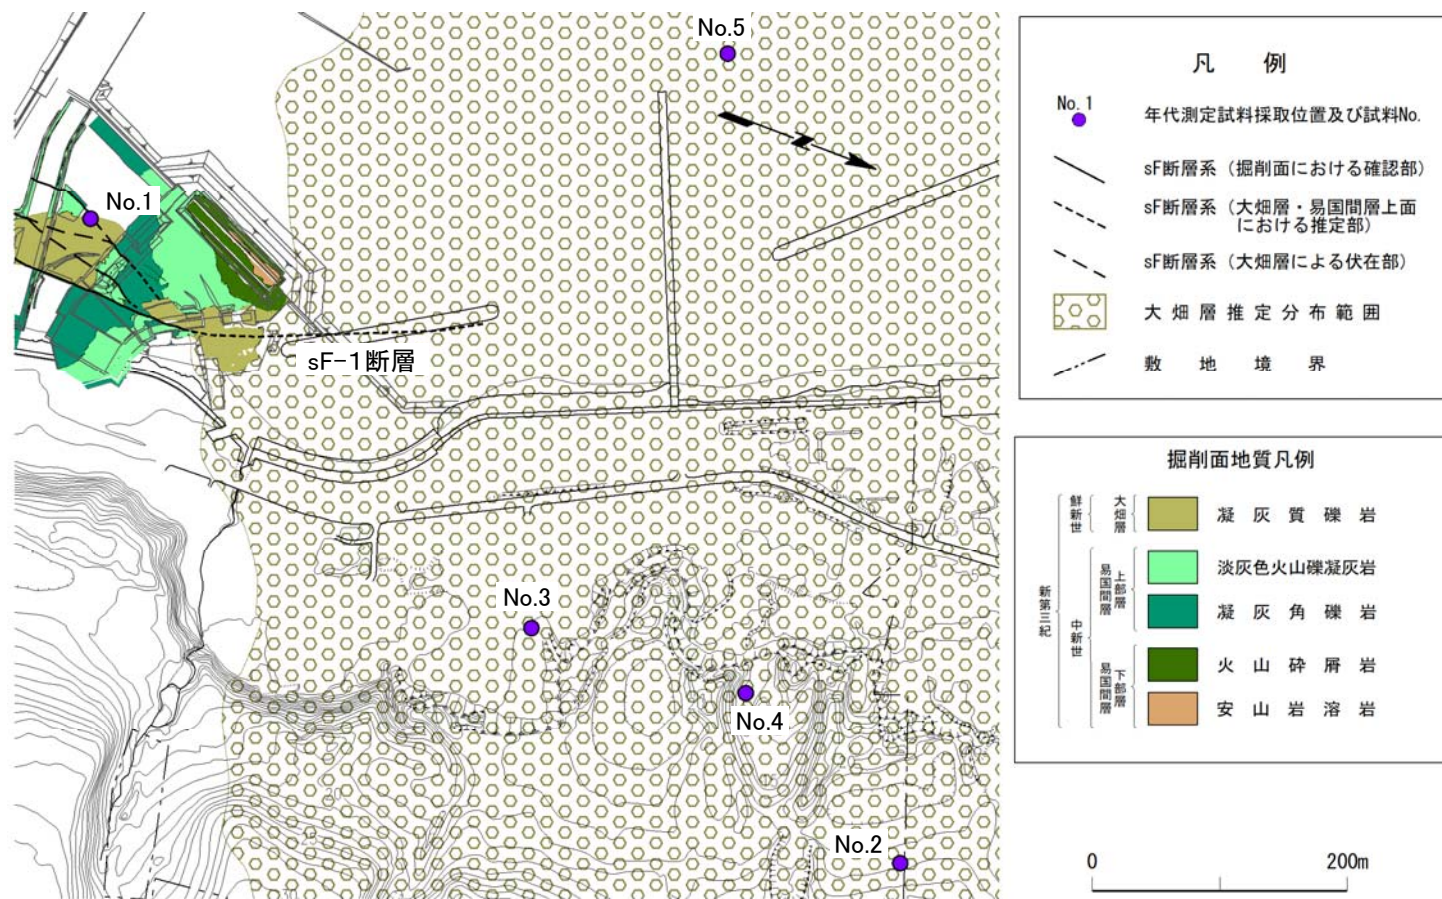 No.5
No.1
sF-1断層
No.3
No.4
No.2
凡 例
No. 1
年代測定試料採取位置及び試料No.
sF断層系（掘削面における確認部）
sF断層系（大畑層・易国間層上面
における推定部）
sF断層系（大畑層による伏在部）
大畑層推定分布範囲
敷地境界
掘削面地質凡例
新第三紀
鮮新世
大畑層
凝灰質礫岩
中新世
易国間層
上部層
淡灰色火山礫凝灰岩
凝灰角礫岩
易国間層
下部層
火山砕屑岩
安山岩溶岩
0 200m